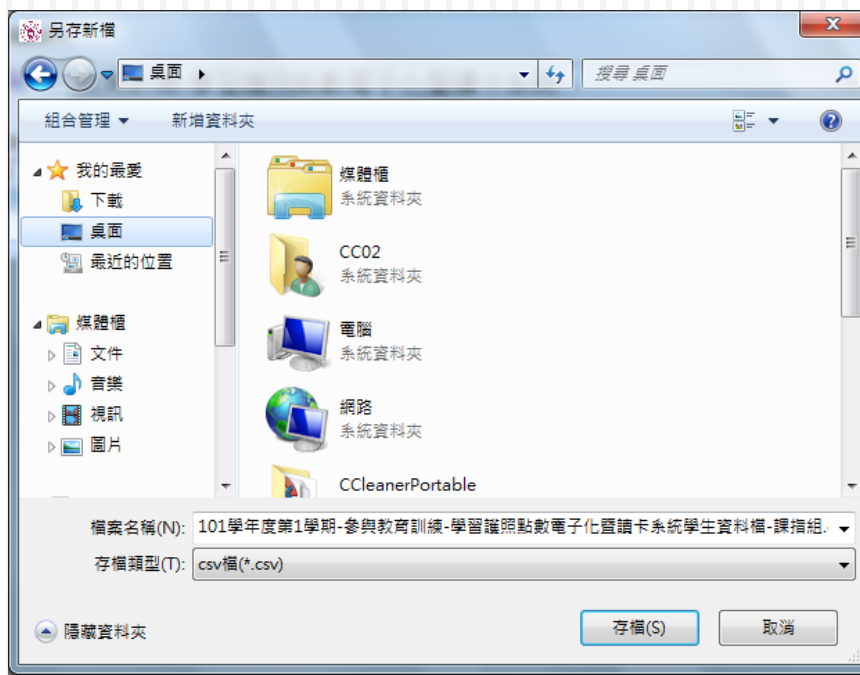 另存新檔
桌面
搜尋 桌面
組合管理 新增資料夾
我的最愛
下載
桌面
最近的位置
媒體櫃
文件
音樂
視訊
圖片
媒體櫃
系統資料夾
CC02
系統資料夾
電腦
系統資料夾
網路
系統資料夾
CCleanerPortable
檔案名稱(N): 101學年度第1學期-參與教育訓練-學習護照點數電子化暨讀卡系統學生資料檔-課指組.
存檔類型(T): csv檔(*.csv)
隱藏資料夾 存檔(S) 取消